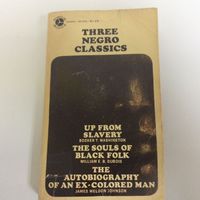 THREE
NEGRO
CLASSICS
UP FROM
SLAVERY
BOOKER T. WASHINGTON
THE SOULS OF
BLACK FOLK
WILLIAM E. B. DUBOIS
THE
AUTOBIOGRAPHY
OF AN EX-COLORED MAN
JAMES WELDON JOHNSON